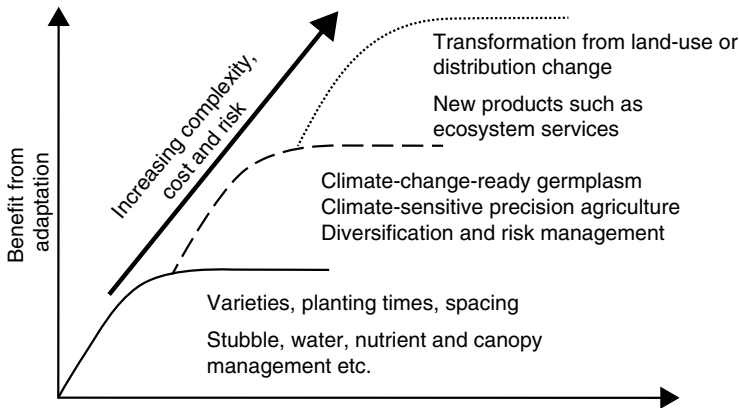 Transformation from land-use or
distribution change
New products such as
ecosystem services
Increasing complexity,
cost and risk
Climate-change-ready germplasm
Climate-sensitive precision agriculture
Diversification and risk management
Benefit from
adaptation
Varieties, planting times, spacing
Stubble, water, nutrient and canopy
management etc.